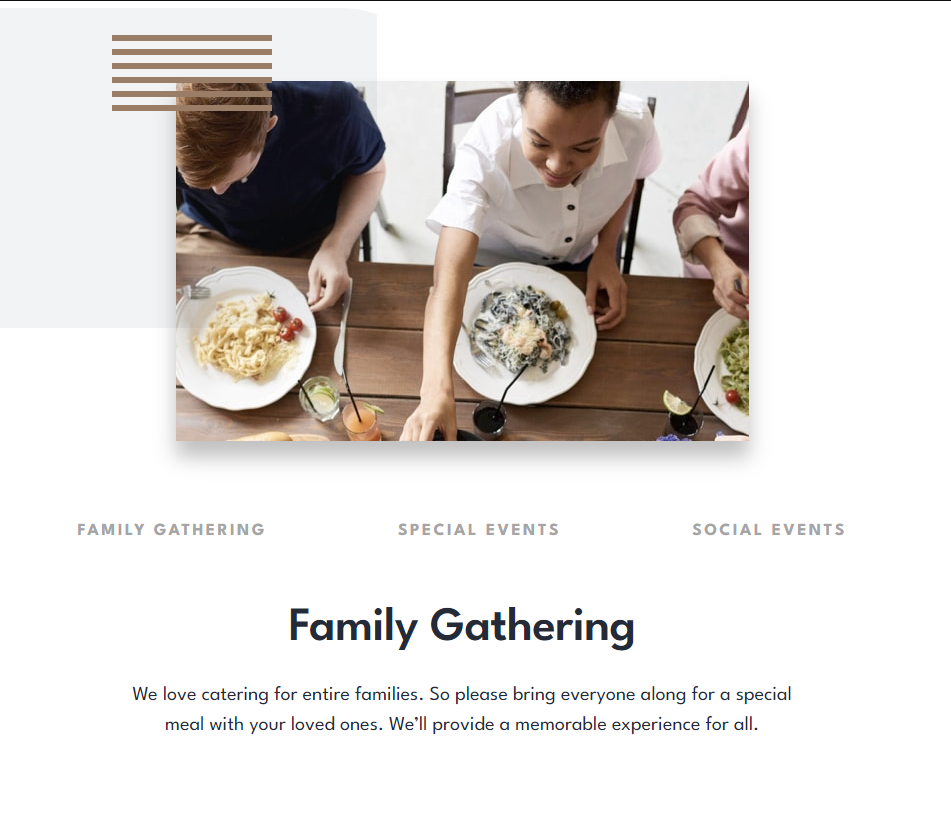 FAMILY GATHERING
SPECIAL EVENTS
SOCIAL EVENTS
Family Gathering
We love catering for entire families. So please bring everyone along for a special
meal with your loved ones. We’ll provide a memorable experience for all.